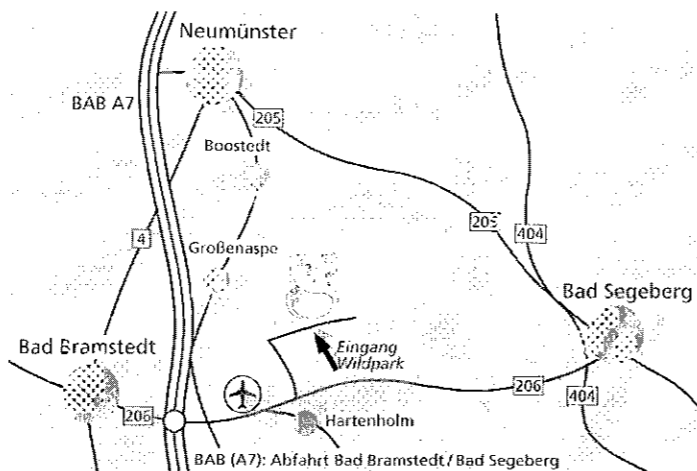 Neumünster
BAB A7
205
Boostedt
205
404
4
Großenaspe
Bad Segeberg
Eingang
Wildpark
Bad Bramstedt
206
404
206
Hartenholm
BAB (A7): Abfahrt Bad Bramstedt/Bad Segeberg